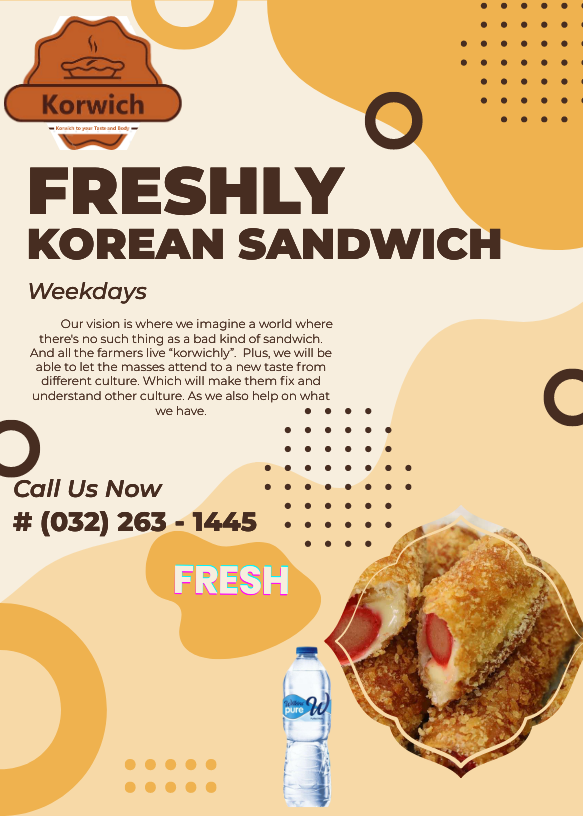 Korwich
Korwich to your Taste and Body
FRESHLY
KOREAN SANDWICH
Weekdays
Our vision is where we imagine a world where
there's no such thing as a bad kind of sandwich.
And all the farmers live “korwichly”. Plus, we will be
able to let the masses attend to a new taste from
different culture. Which will make them fix and
understand other culture. As we also help on what
we have.
Call Us Now
# (032) 263 - 1445
FRESH
pure
W